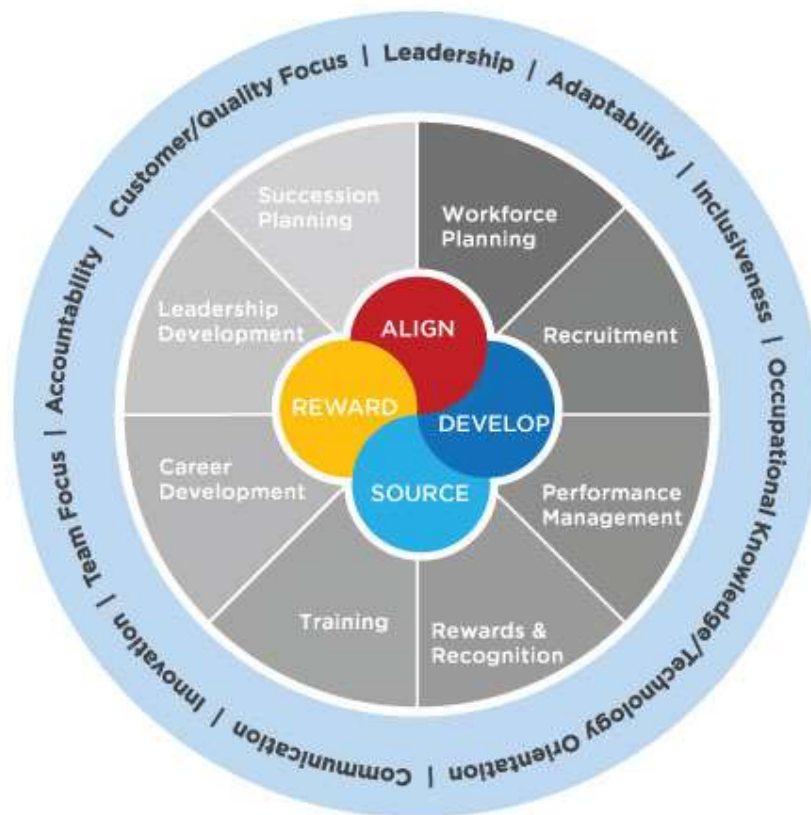 Customer/Quality Focus | Leadership | Adaptability | Inclusiveness | Occupational Knowledge/Technology Orientation | Communication | Innovation | Team Focus | Accountability |
Succession
Planning
Workforce
Planning
Leadership
Development
Recruitment
ALIGN
REWARD
DEVELOP
SOURCE
Career
Development
Performance
Management
Training
Rewards &
Recognition